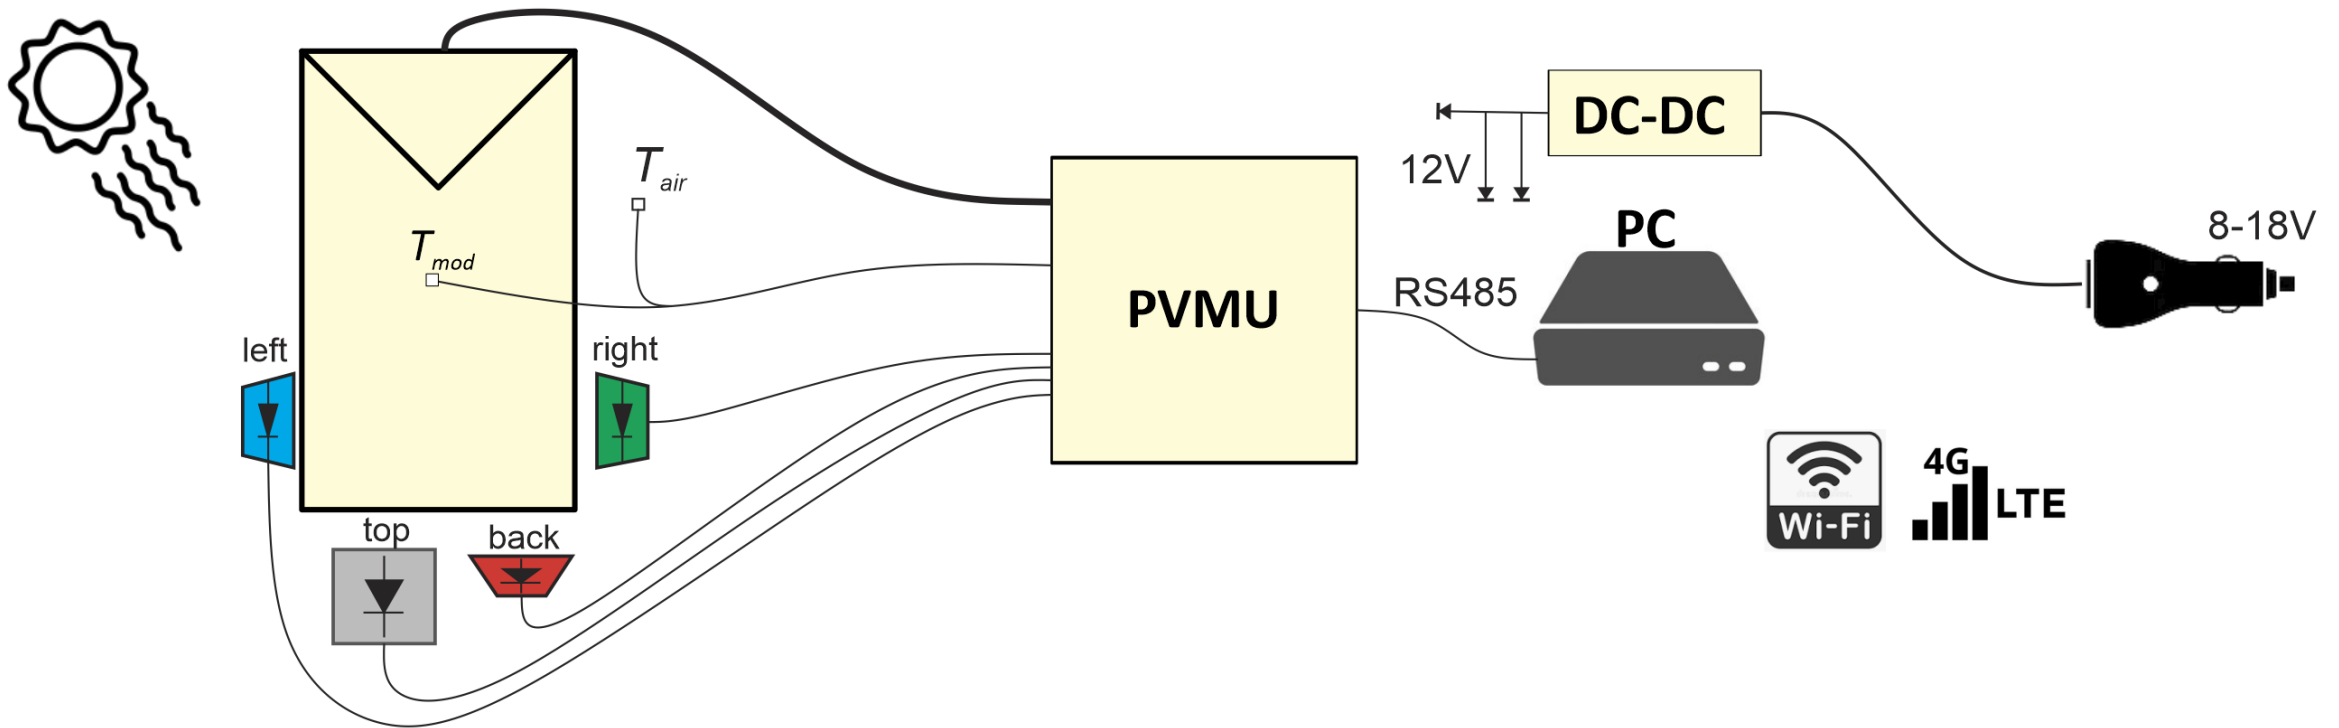 T air
T mod
left
right
top
back
PVMU
RS485
DC-DC
12V
PC
8-18V
Wi-Fi
4G
LTE